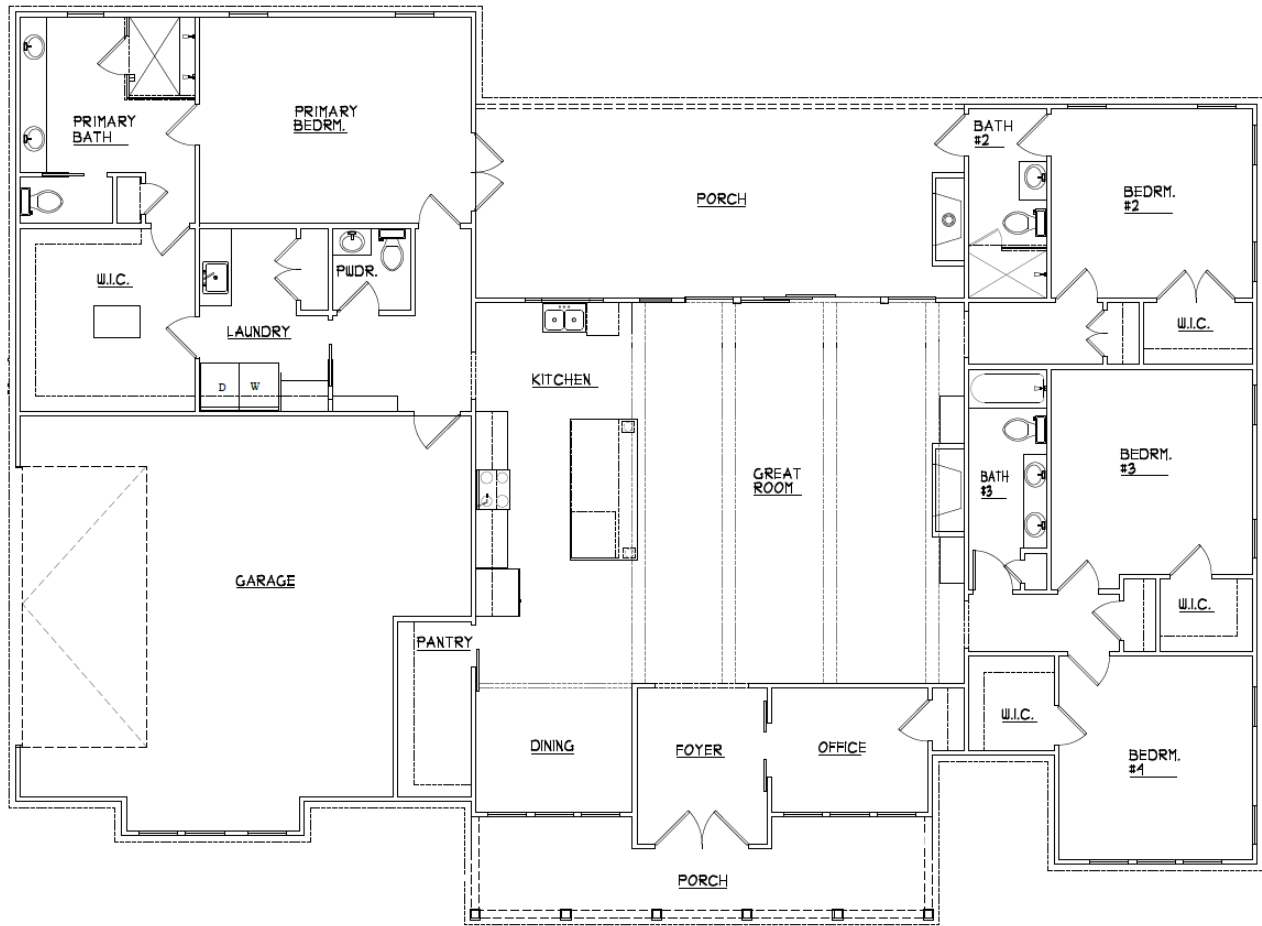 PRIMARY
BATH
PRIMARY
BEDRM.
PORCH
BATH
#2
BEDRM.
#2
W.I.C.
PWDR.
LAUNDRY
D W
W.I.C.
KITCHEN
GREAT
ROOM
BATH
#3
BEDRM.
#3
W.I.C.
GARAGE
PANTRY
DINING
FOYER
OFFICE
W.I.C.
BEDRM.
#4
PORCH